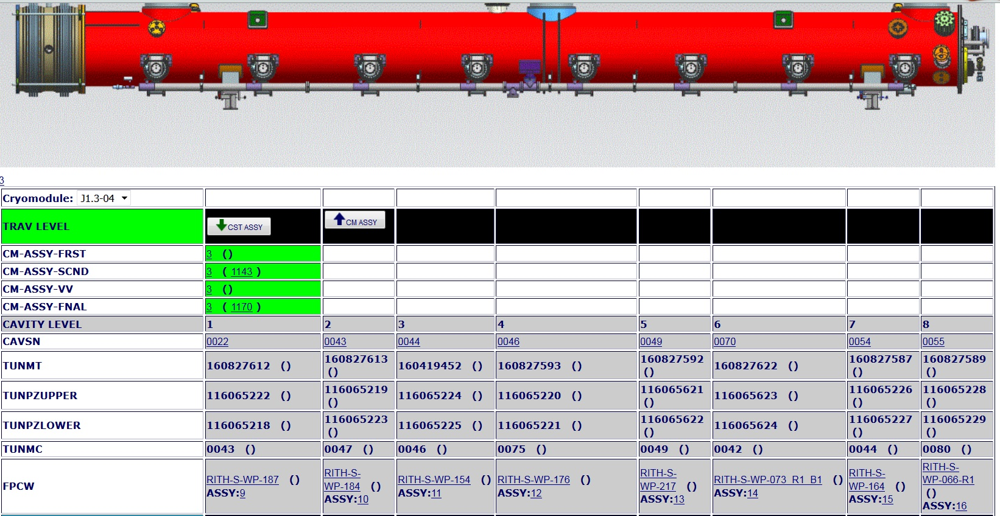 3
Cryomodule: J1.3-04
TRAV LEVEL CST ASSY CM ASSY
CM-ASSY-FRST 3 ()
CM-ASSY-SCND 3 ( 1143 )
CM-ASSY-VV 3 ()
CM-ASSY-FNAL 3 ( 1170 )
CAVITY LEVEL 1 2 3 4 5 6 7 8
CAVSN 0022 0043 0044 0046 0049 0070 0054 0055
TUNMT 160827612 () 160827613 () 160419452 () 160827593 () 160827592 () 160827622 () 160827587 () 160827589 ()
TUNPZUPPER 116065222 () 116065219 () 116065224 () 116065220 () 116065621 () 116065623 () 116065226 () 116065228 ()
TUNPZLOWER 116065218 () 116065223 () 116065225 () 116065221 () 116065622 () 116065624 () 116065227 () 116065229 ()
TUNMC 0043 () 0047 () 0046 () 0075 () 0049 () 0042 () 0044 () 0080 ()
FPCW RITH-S-WP-187 () ASSY:9 RITH-S-WP-184 () ASSY:10 RITH-S-WP-154 () ASSY:11 RITH-S-WP-176 () ASSY:12 RITH-S-WP-217 () ASSY:13 RITH-S-WP-073_R1_B1 () ASSY:14 RITH-S-WP-164 () ASSY:15 RITH-S-WP-066-R1 () ASSY:16